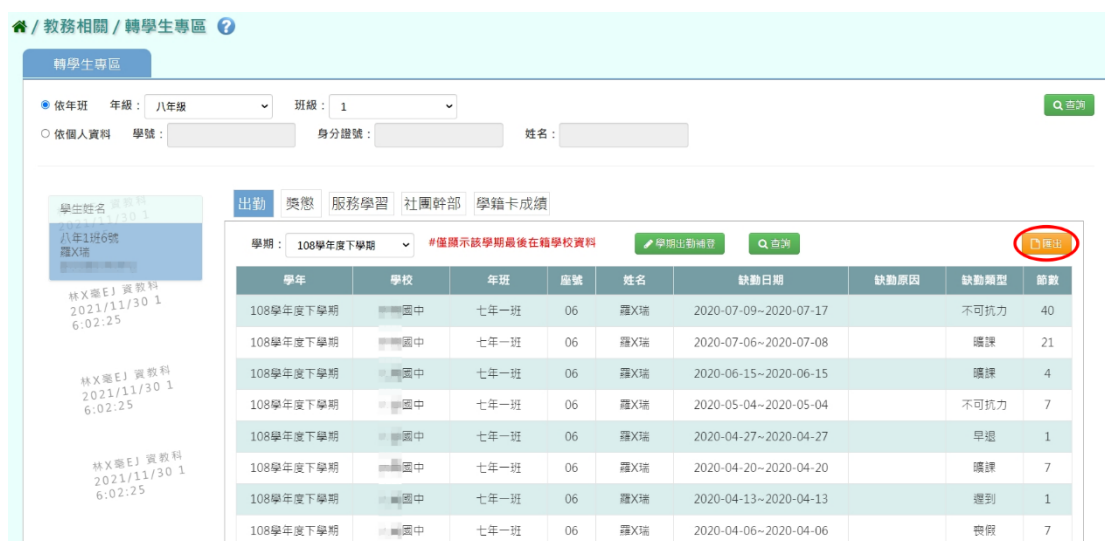 / 教務相關 / 轉學生專區 ?
轉學生專區
依年班 年級： 八年級 班級： 1 查詢
依個人資料 學號： 身分證號： 姓名：
學生姓名
八年1班6號
羅X瑞
出勤 獎懲 服務學習 社團幹部 學籍卡成績
學期： 108學年度下學期 #僅顯示該學期最後在籍學校資料 學期出勤補登 查詢 匯出
學年 學校 年班 座號 姓名 缺勤日期 缺勤原因 缺勤類型 節數
108學年度下學期 國中 七年一班 06 羅X瑞 2020-07-09~2020-07-17 不可抗力 40
108學年度下學期 國中 七年一班 06 羅X瑞 2020-07-06~2020-07-08 曠課 21
108學年度下學期 國中 七年一班 06 羅X瑞 2020-06-15~2020-06-15 曠課 4
108學年度下學期 國中 七年一班 06 羅X瑞 2020-05-04~2020-05-04 不可抗力 7
108學年度下學期 國中 七年一班 06 羅X瑞 2020-04-27~2020-04-27 早退 1
108學年度下學期 國中 七年一班 06 羅X瑞 2020-04-20~2020-04-20 曠課 7
108學年度下學期 國中 七年一班 06 羅X瑞 2020-04-13~2020-04-13 遲到 1
108學年度下學期 國中 七年一班 06 羅X瑞 2020-04-06~2020-04-06 喪假 7
資教科
2021/11/30 1
林X毫EJ 資教科
2021/11/30 1
6:02:25
林X毫EJ 資教科
2021/11/30 1
6:02:25
林X毫EJ 資教科
2021/11/30 1
6:02:25